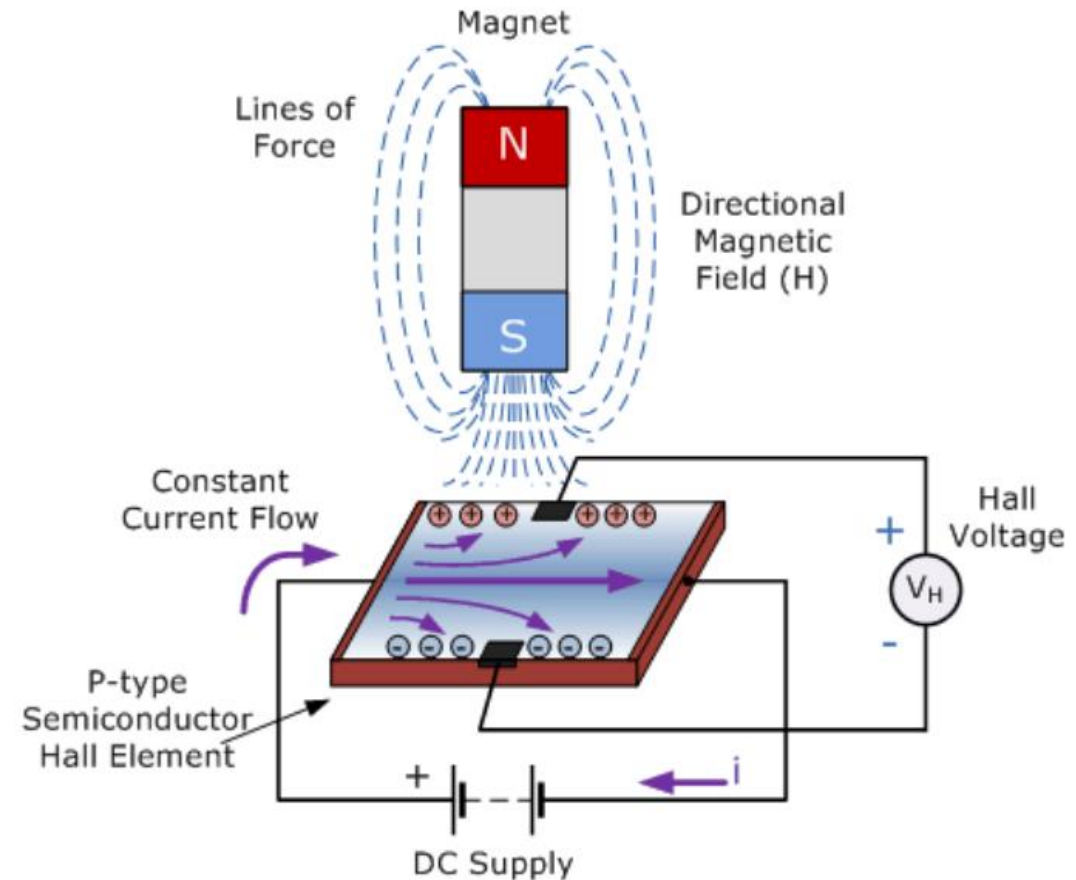 Magnet
Lines of
Force
N
Directional
Magnetic
Field (H)
S
Constant
Current Flow
Hall
Voltage
+ + + + + +
+
VH
-
- - - - - -
P-type
Semiconductor
Hall Element
+
i
DC Supply